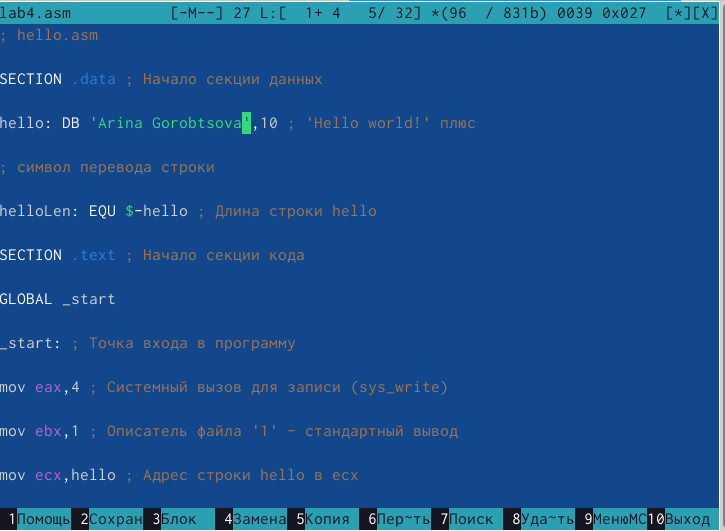 lab4.asm [-M--] 27 L:[ 1+ 4 5/ 32] *(96 / 831b) 0039 0x027 [*][X]
; hello.asm
SECTION .data ; Начало секции данных
hello: DB 'Arina Gorobtsova',10 ; 'Hello world!' плюс
; символ перевода строки
helloLen: EQU $-hello ; Длина строки hello
SECTION .text ; Начало секции кода
GLOBAL _start
_start: ; Точка входа в программу
mov eax,4 ; Системный вызов для записи (sys_write)
mov ebx,1 ; Описатель файла '1' - стандартный вывод
mov ecx,hello ; Адрес строки hello в ecx
1Помощь 2Сохран 3Блок 4Замена 5Копия 6Пер~ть 7Поиск 8Уда~ть 9МенюМС 10Выход